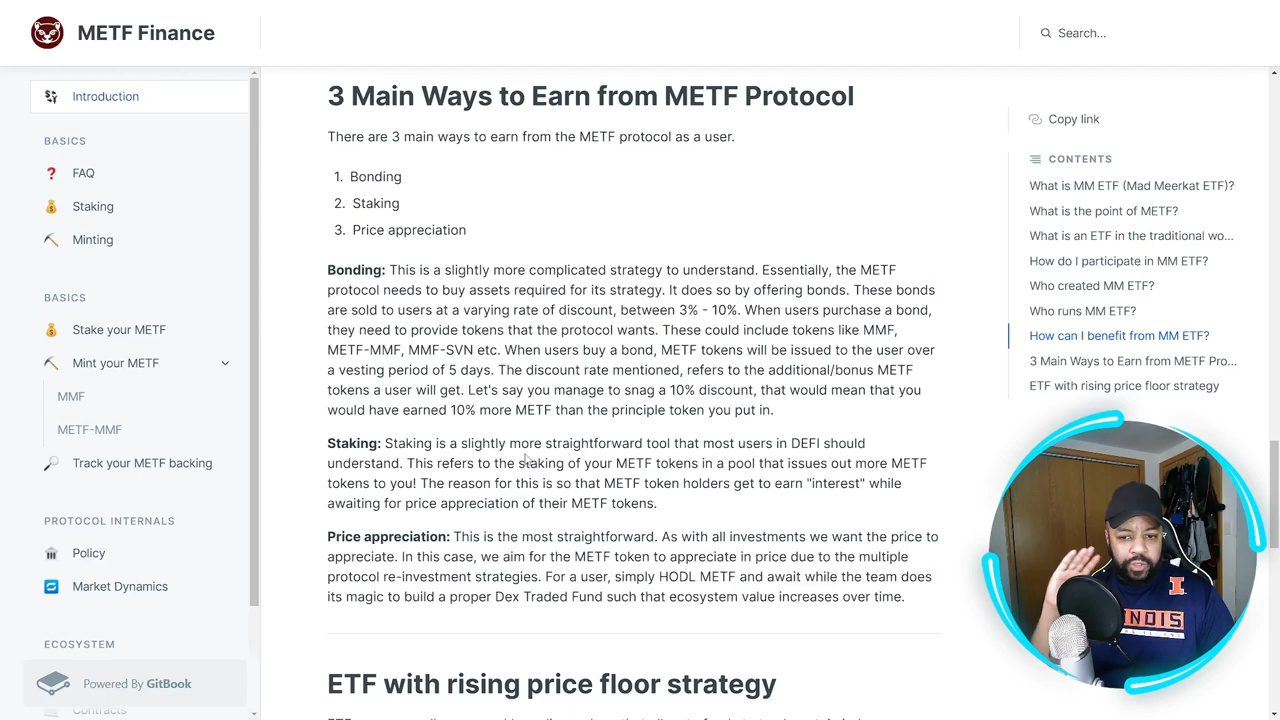 METF Finance
Search...
Introduction
BASICS
FAQ
Staking
Minting
BASICS
Stake your METF
Mint your METF
MMF
METF-MMF
Track your METF backing
PROTOCOL INTERNALS
Policy
Market Dynamics
ECOSYSTEM
Powered By GitBook
Contracts
3 Main Ways to Earn from METF Protocol
There are 3 main ways to earn from the METF protocol as a user.
1. Bonding
2. Staking
3. Price appreciation
Bonding: This is a slightly more complicated strategy to understand. Essentially, the METF
protocol needs to buy assets required for its strategy. It does so by offering bonds. These bonds
are sold to users at a varying rate of discount, between 3% - 10%. When users purchase a bond,
they need to provide tokens that the protocol wants. These could include tokens like MMF,
METF-MMF, MMF-SVN etc. When users buy a bond, METF tokens will be issued to the user over
a vesting period of 5 days. The discount rate mentioned, refers to the additional/bonus METF
tokens a user will get. Let's say you manage to snag a 10% discount, that would mean that you
would have earned 10% more METF than the principle token you put in.
Staking: Staking is a slightly more straightforward tool that most users in DEFI should
understand. This refers to the staking of your METF tokens in a pool that issues out more METF
tokens to you! The reason for this is so that METF token holders get to earn "interest" while
awaiting for price appreciation of their METF tokens.
Price appreciation: This is the most straightforward. As with all investments we want the price to
appreciate. In this case, we aim for the METF token to appreciate in price due to the multiple
protocol re-investment strategies. For a user, simply HODL METF and await while the team does
its magic to build a proper Dex Traded Fund such that ecosystem value increases over time.
ETF with rising price floor strategy
Copy link
CONTENTS
What is MM ETF (Mad Meerkat ETF)?
What is the point of METF?
What is an ETF in the traditional wo...
How do I participate in MM ETF?
Who created MM ETF?
Who runs MM ETF?
How can I benefit from MM ETF?
3 Main Ways to Earn from METF Pro...
ETF with rising price floor strategy